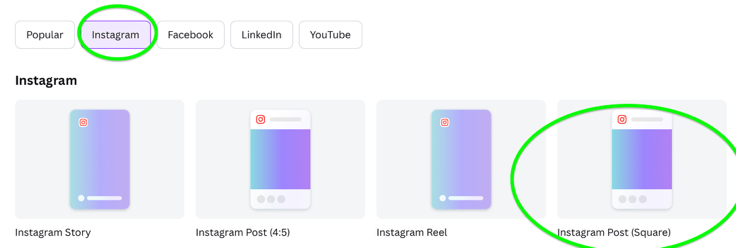 Popular Instagram Facebook LinkedIn YouTube
Instagram
Instagram Story Instagram Post (4:5) Instagram Reel Instagram Post (Square)